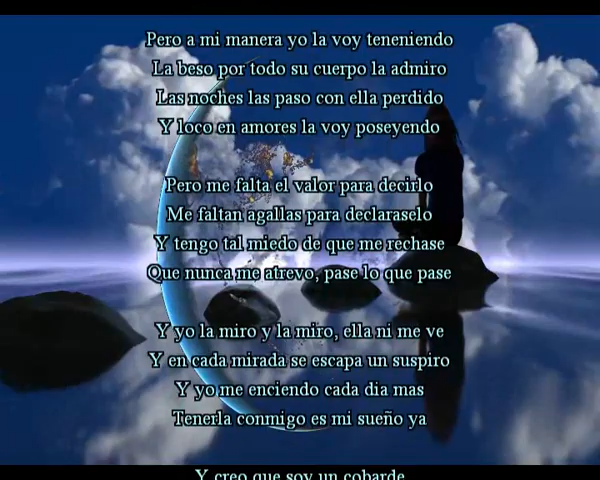 Pero a mi manera yo la voy teneniendo
La beso por todo su cuerpo la admiro
Las noches las paso con ella perdido
Y loco en amores la voy poseyendo
Pero me falta el valor para decirlo
Me faltan agallas para declaraselo
Y tengo tal miedo de que me rechase
Que nunca me atrevo, pase lo que pase
Y yo la miro y la miro, ella ni me ve
Y en cada mirada se escapa un suspiro
Y yo me enciendo cada dia mas
Tenerla conmigo es mi sueño ya
Y creo que soy un cobarde